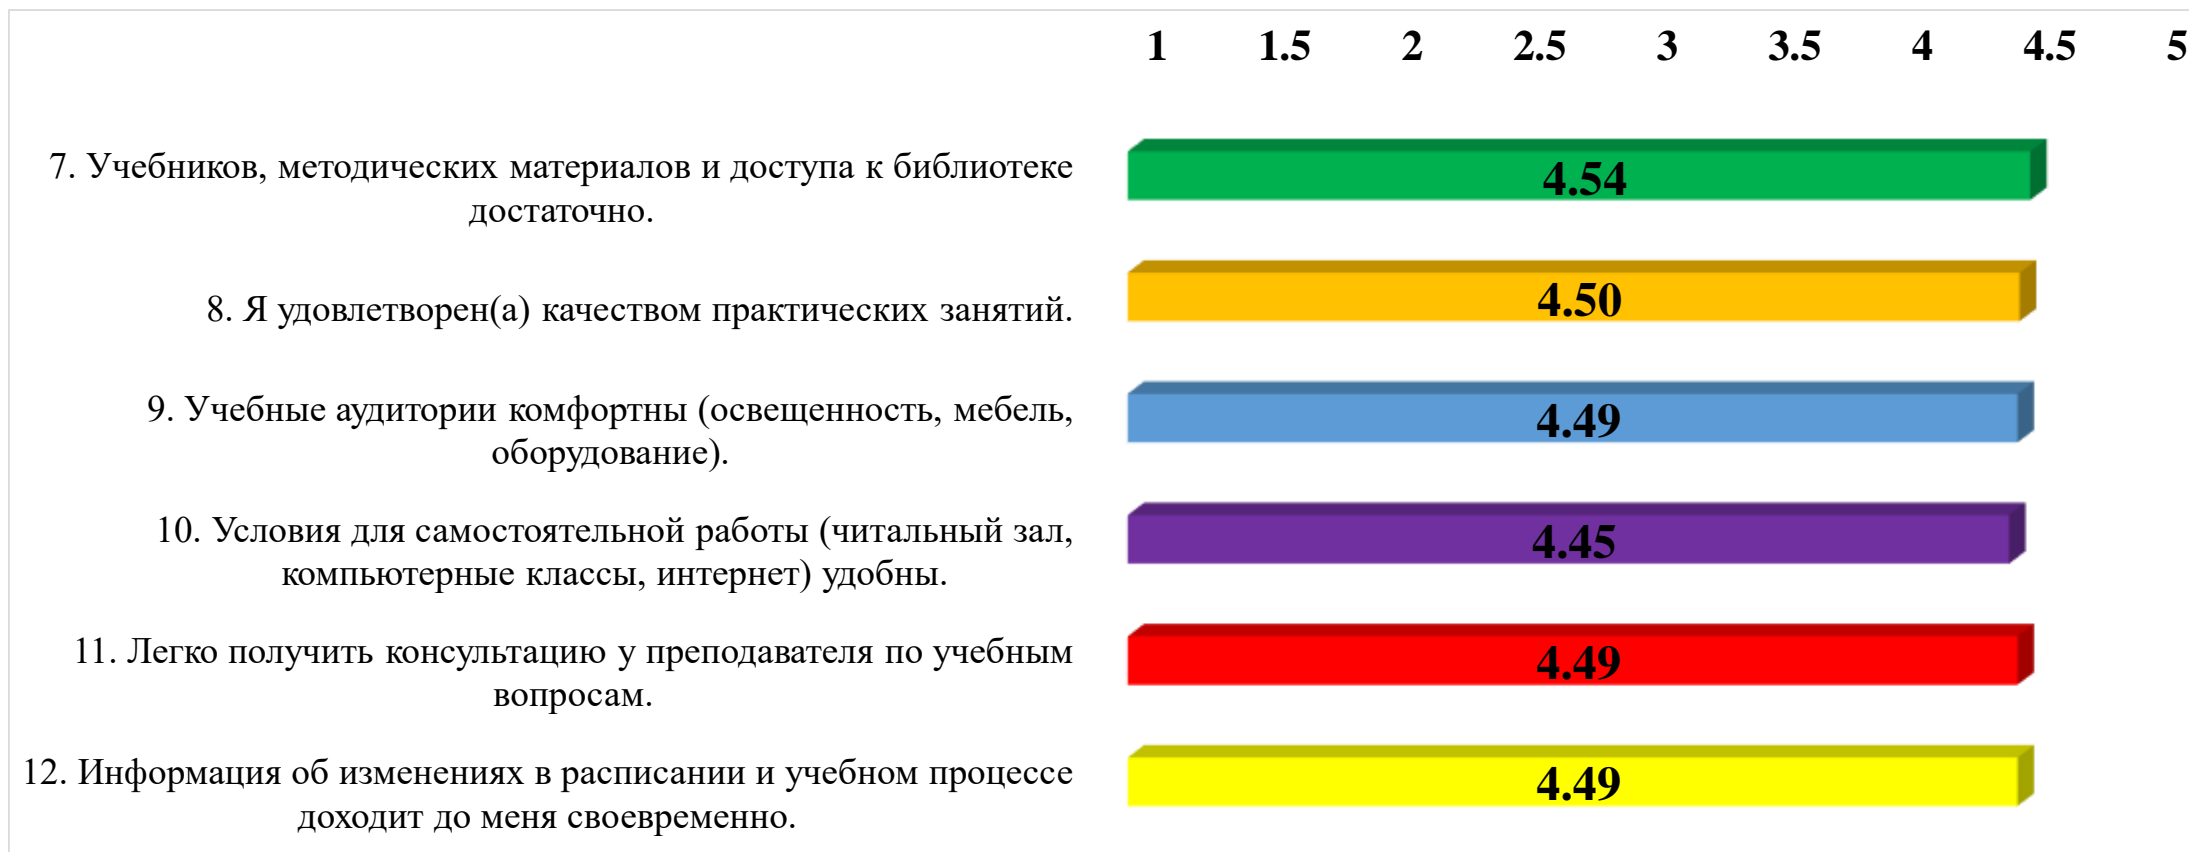 1 1.5 2 2.5 3 3.5 4 4.5 5
7. Учебников, методических материалов и доступа к библиотеке
достаточно.
4.54
8. Я удовлетворен(а) качеством практических занятий.
4.50
9. Учебные аудитории комфортны (освещенность, мебель,
оборудование).
4.49
10. Условия для самостоятельной работы (читальный зал,
компьютерные классы, интернет) удобны.
4.45
11. Легко получить консультацию у преподавателя по учебным
вопросам.
4.49
12. Информация об изменениях в расписании и учебном процессе
доходит до меня своевременно.
4.49